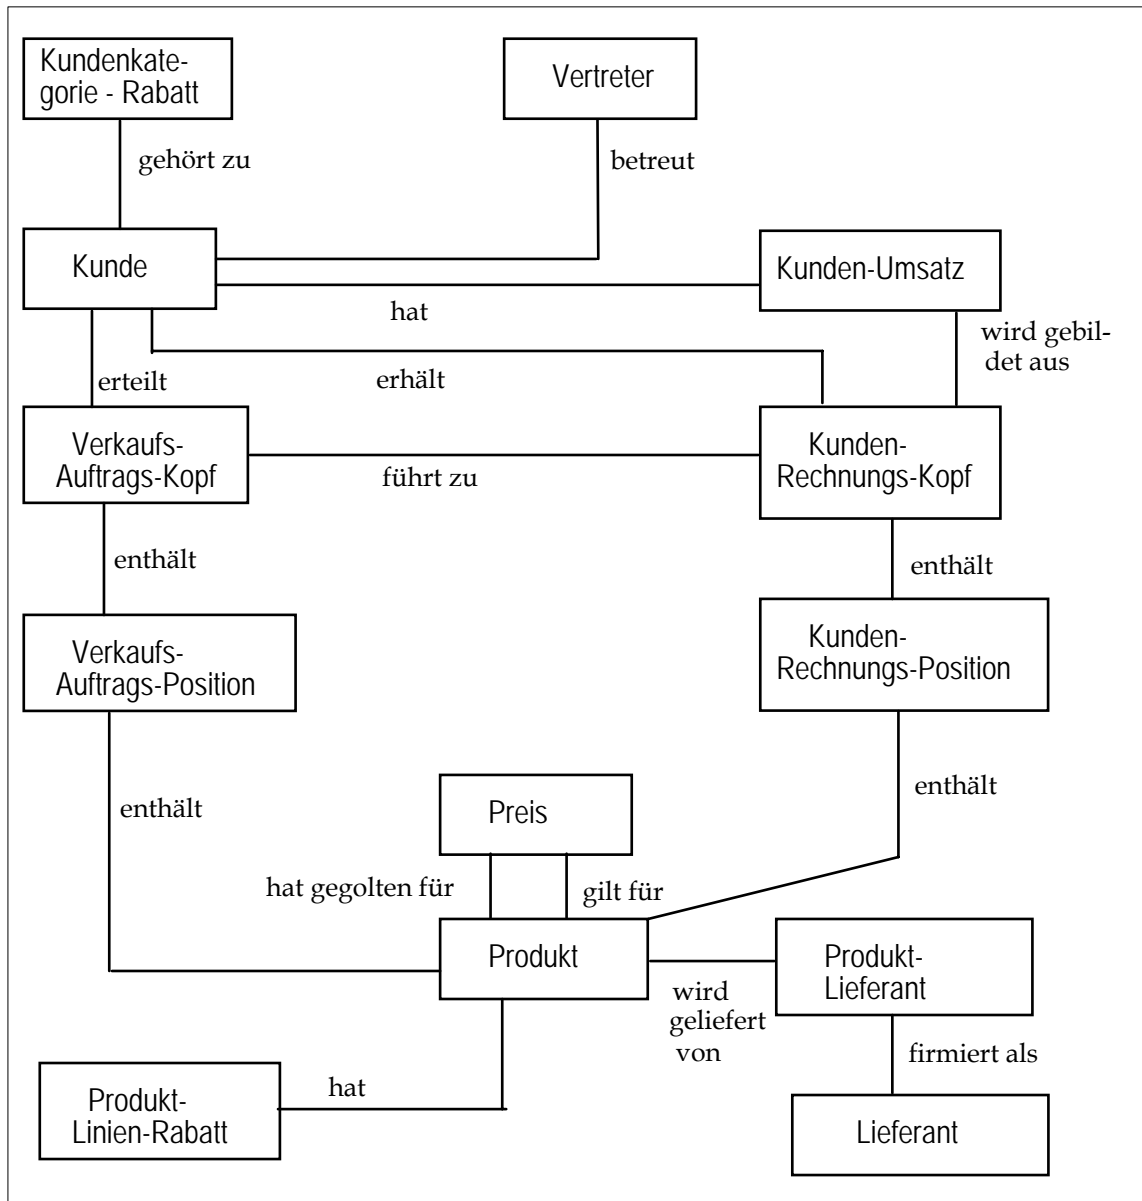 Kundenkate-
gorie - Rabatt
Vertreter
gehört zu
betreut
Kunde
Kunden-Umsatz
hat
wird gebil-
det aus
erteilt
erhält
Verkaufs-
Auftrags-Kopf
führt zu
Kunden-
Rechnungs-Kopf
enthält
enthält
Verkaufs-
Auftrags-Position
Kunden-
Rechnungs-Position
enthält
Preis
enthält
hat gegolten für
gilt für
Produkt
wird
geliefert
von
Produkt-
Lieferant
firmiert als
Produkt-
Linien-Rabatt
hat
Lieferant